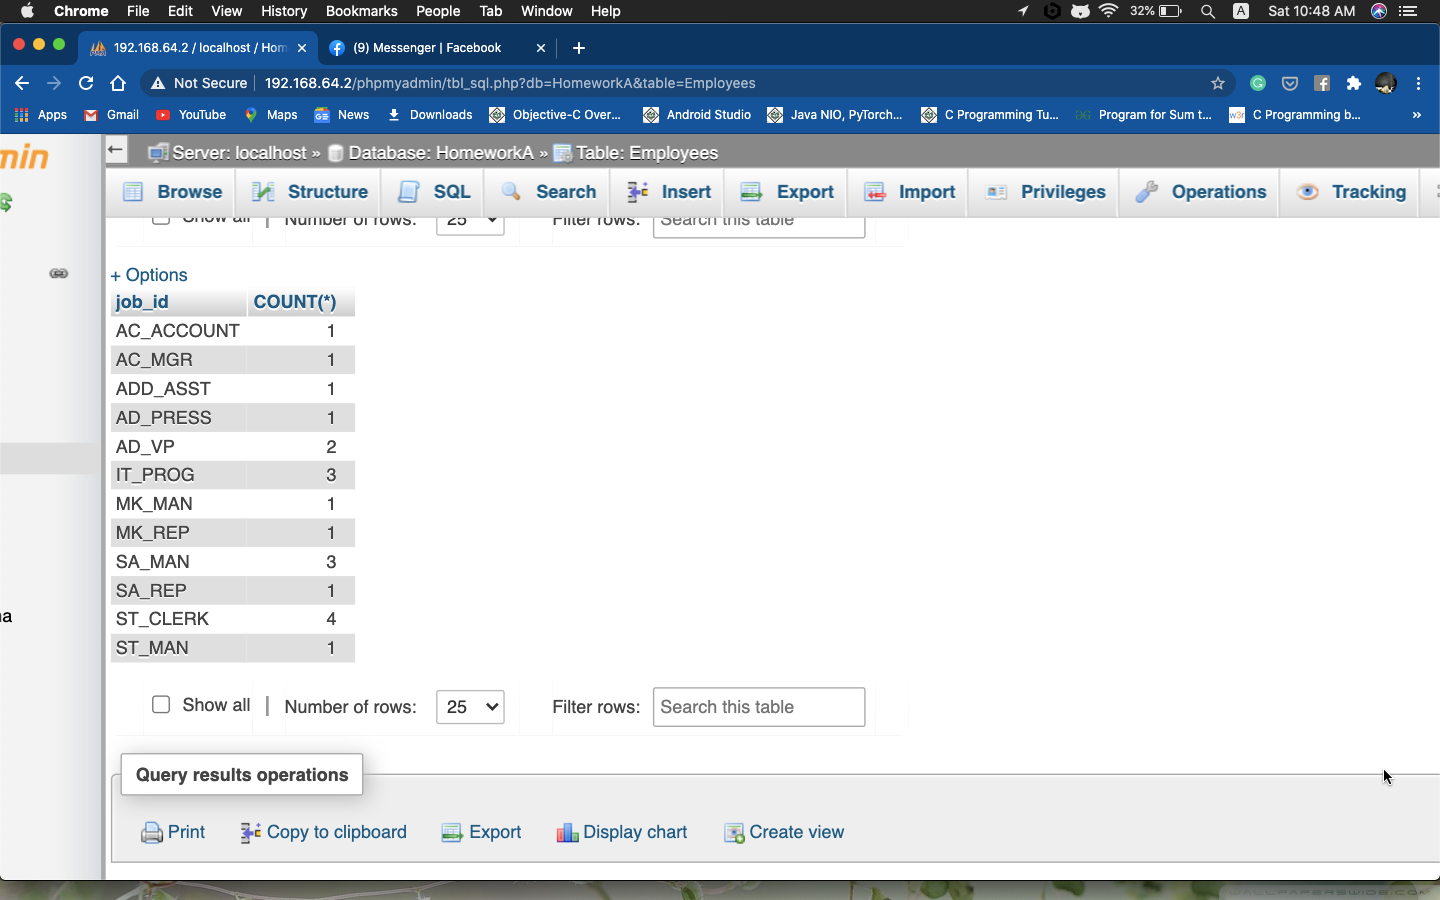 Chrome File Edit View History Bookmarks People Tab Window Help 32% A Sat 10:48 AM
192.168.64.2 / localhost / Hom (9) Messenger | Facebook
Not Secure 192.168.64.2/phpmyadmin/tbl_sql.php?db=HomeworkA&table=Employees
Apps Gmail YouTube Maps News Downloads Objective-C Over... Android Studio Java NIO, PyTorch... C Programming Tu... Program for Sum t... C Programming b... »
min Server: localhost » Database: HomeworkA » Table: Employees
Browse Structure SQL Search Insert Export Import Privileges Operations Tracking
Show all | Number of rows: 25 Filter rows: Search this table
+ Options
job_id COUNT(*)
AC_ACCOUNT 1
AC_MGR 1
ADD_ASST 1
AD_PRESS 1
AD_VP 2
IT_PROG 3
MK_MAN 1
MK_REP 1
SA_MAN 3
SA_REP 1
ST_CLERK 4
ST_MAN 1
Show all | Number of rows: 25 Filter rows: Search this table
Query results operations
Print Copy to clipboard Export Display chart Create view